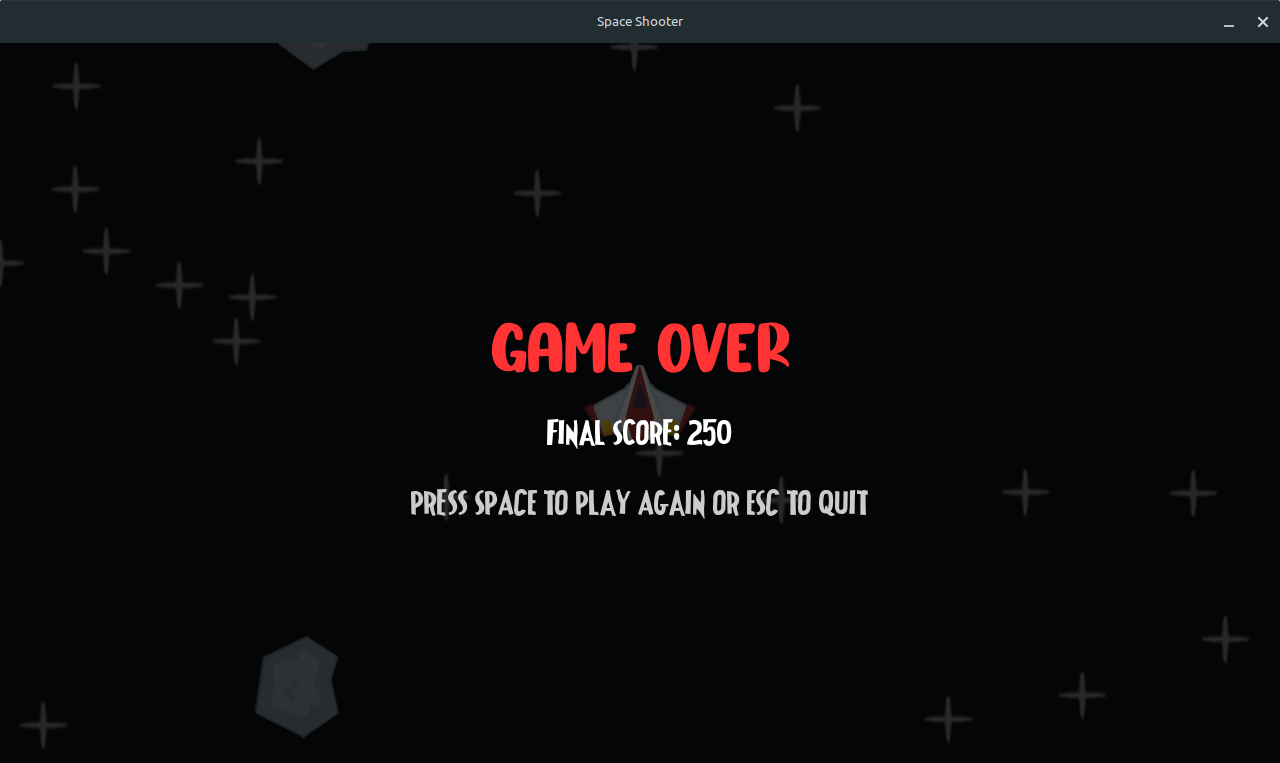 Space Shooter
GAME OVER
FINAL SCORE: 250
PRESS SPACE TO PLAY AGAIN OR ESC TO QUIT